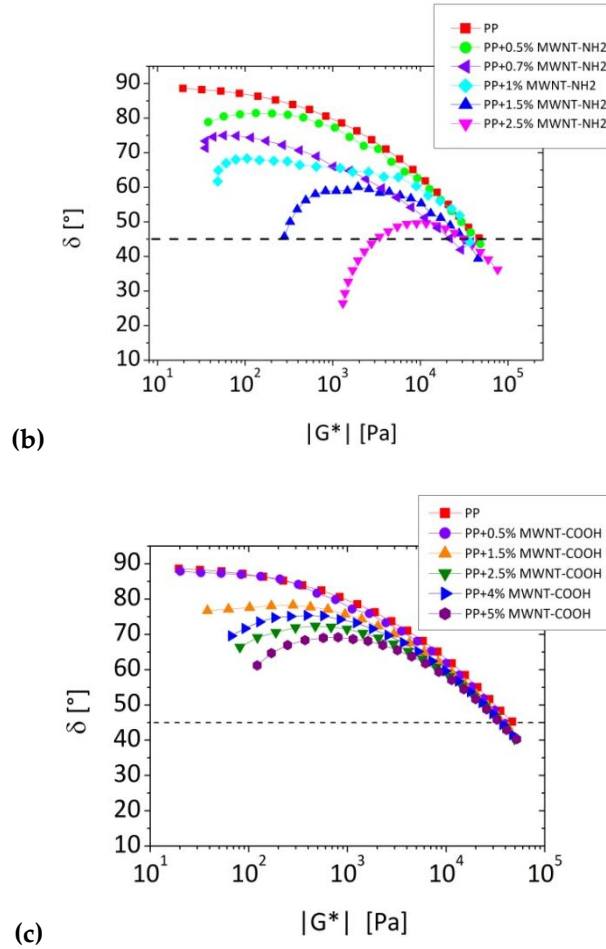 PP
PP+0.5% MWNT-NH2
PP+0.7% MWNT-NH2
PP+1% MWNT-NH2
PP+1.5% MWNT-NH2
PP+2.5% MWNT-NH2
90
80
70
60
50
40
30
20
10
δ [°]
10¹ 10² 10³ 10⁴ 10⁵
|G*| [Pa]
(b)
PP
PP+0.5% MWNT-COOH
PP+1.5% MWNT-COOH
PP+2.5% MWNT-COOH
PP+4% MWNT-COOH
PP+5% MWNT-COOH
90
80
70
60
50
40
30
20
10
δ [°]
10¹ 10² 10³ 10⁴ 10⁵
|G*| [Pa]
(c)